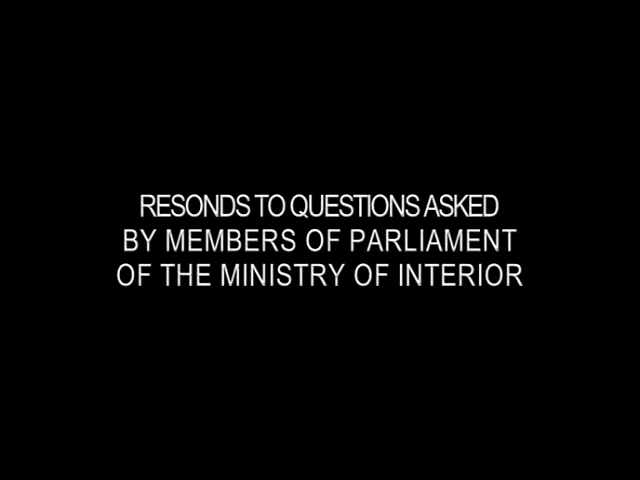 RESONDS TO QUESTIONS ASKED
BY MEMBERS OF PARLIAMENT
OF THE MINISTRY OF INTERIOR